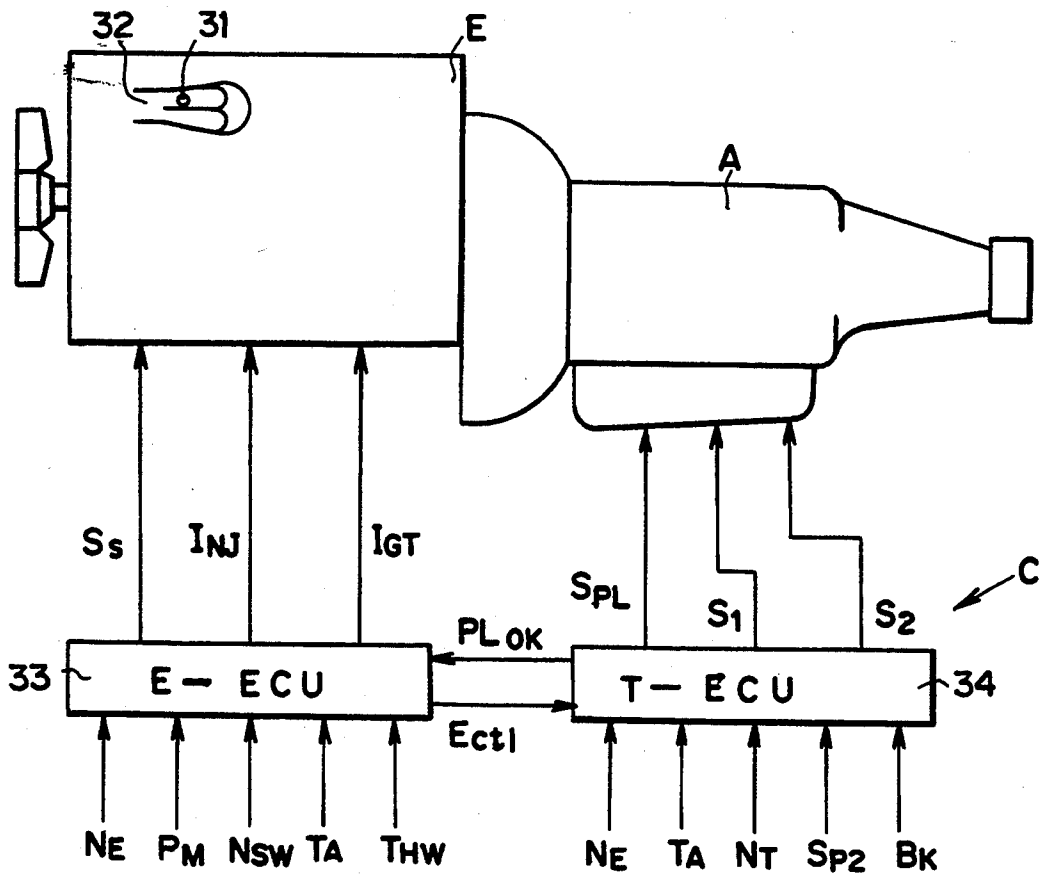 32 31 E
A
Ss INJ IGT
SPL S1 S2 C
PLOK
33 E- ECU T- ECU 34
Ectl
NE PM NSW TA THW NE TA NT SP2 BK